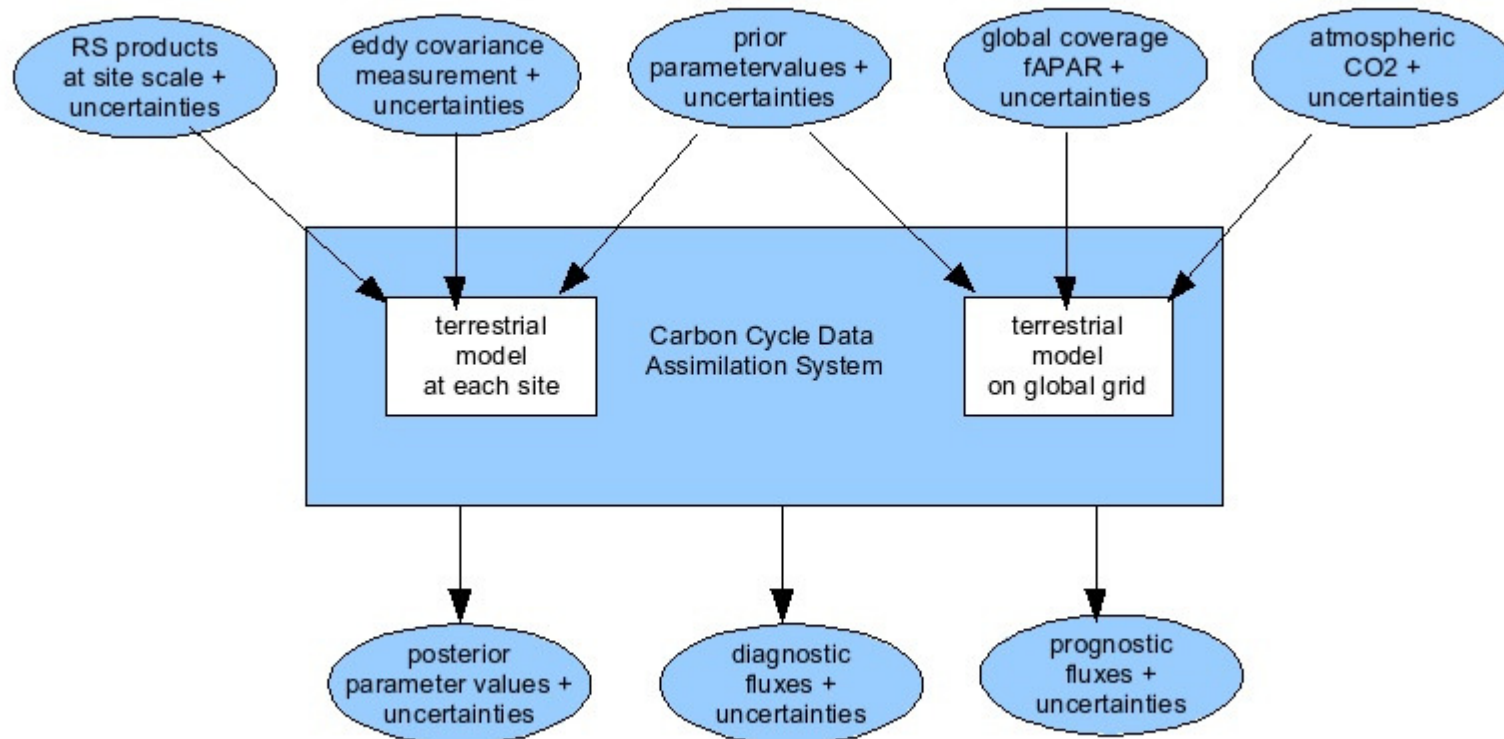 RS products
at site scale +
uncertainties
eddy covariance
measurement +
uncertainties
prior
parametervalues +
uncertainties
global coverage
fAPAR +
uncertainties
atmospheric
CO2 +
uncertainties
terrestrial
model
at each site
Carbon Cycle Data
Assimilation System
terrestrial
model
on global grid
posterior
parameter values +
uncertainties
diagnostic
fluxes +
uncertainties
prognostic
fluxes +
uncertainties